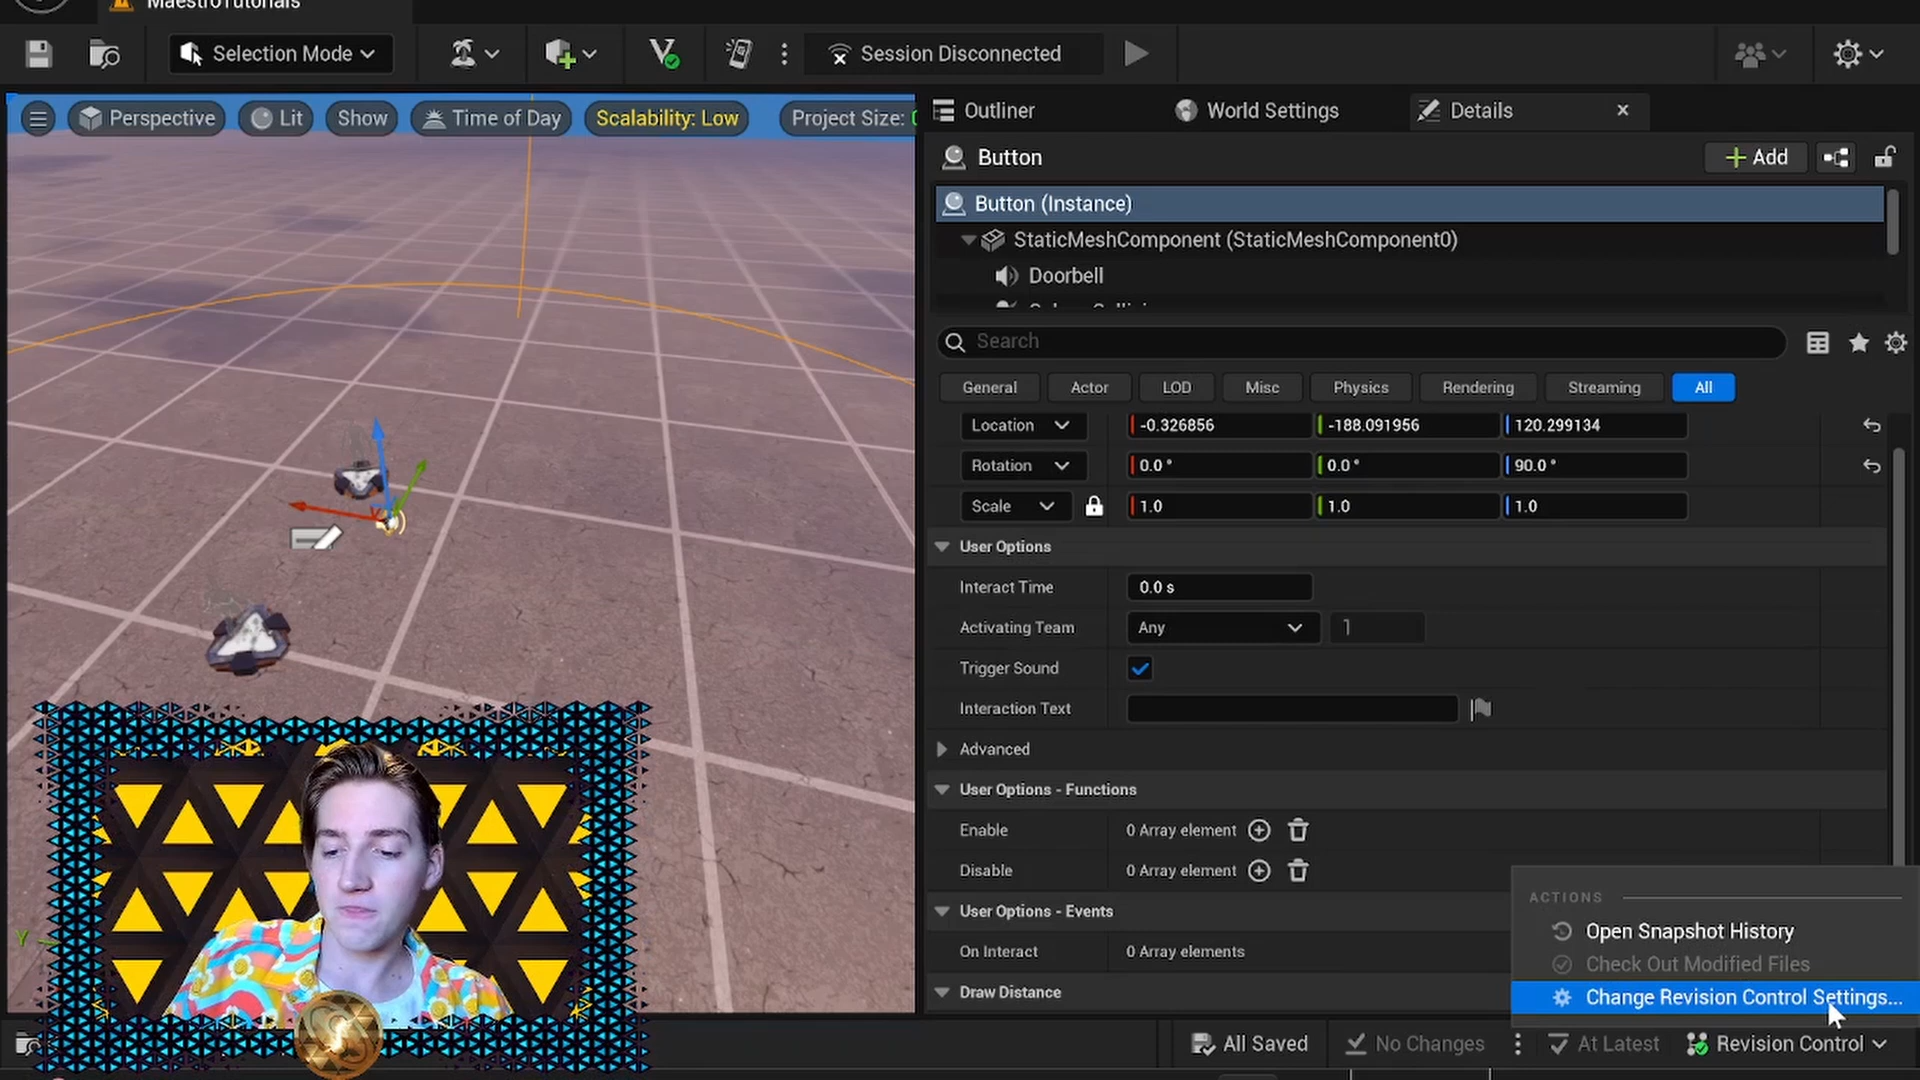 MaestroTutorials
Selection Mode
Session Disconnected
Perspective
Lit
Show
Time of Day
Scalability: Low
Project Size:
Outliner
World Settings
Details
Button
Add
Button (Instance)
StaticMeshComponent (StaticMeshComponent0)
Doorbell
Search
General
Actor
LOD
Misc
Physics
Rendering
Streaming
All
Location -0.326856 -188.091956 120.299134
Rotation 0.0 ° 0.0 ° 90.0 °
Scale 1.0 1.0 1.0
User Options
Interact Time 0.0 s
Activating Team Any 1
Trigger Sound
Interaction Text
Advanced
User Options - Functions
Enable 0 Array element
Disable 0 Array element
User Options - Events
On Interact 0 Array elements
Draw Distance
ACTIONS
Open Snapshot History
Check Out Modified Files
Change Revision Control Settings...
Y
All Saved
No Changes
At Latest
Revision Control